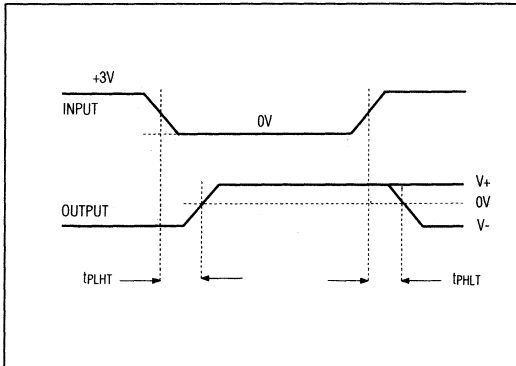 +3V
INPUT
0V
V+
0V
OUTPUT
V-
tPLHT
tPHLT